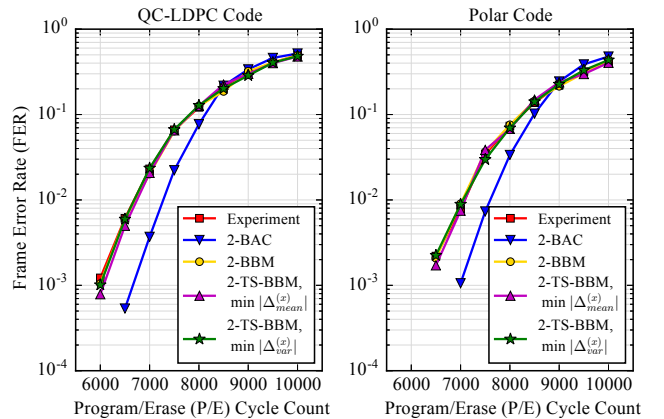 QC-LDPC Code
Polar Code
Frame Error Rate (FER)
10^0
10^-1
10^-2
10^-3
10^-4
Experiment
2-BAC
2-BBM
2-TS-BBM,
min |Δ_mean^(x)|
2-TS-BBM,
min |Δ_var^(x)|
6000 7000 8000 9000 10000
Program/Erase (P/E) Cycle Count
10^0
10^-1
10^-2
10^-3
10^-4
Experiment
2-BAC
2-BBM
2-TS-BBM,
min |Δ_mean^(x)|
2-TS-BBM,
min |Δ_var^(x)|
6000 7000 8000 9000 10000
Program/Erase (P/E) Cycle Count